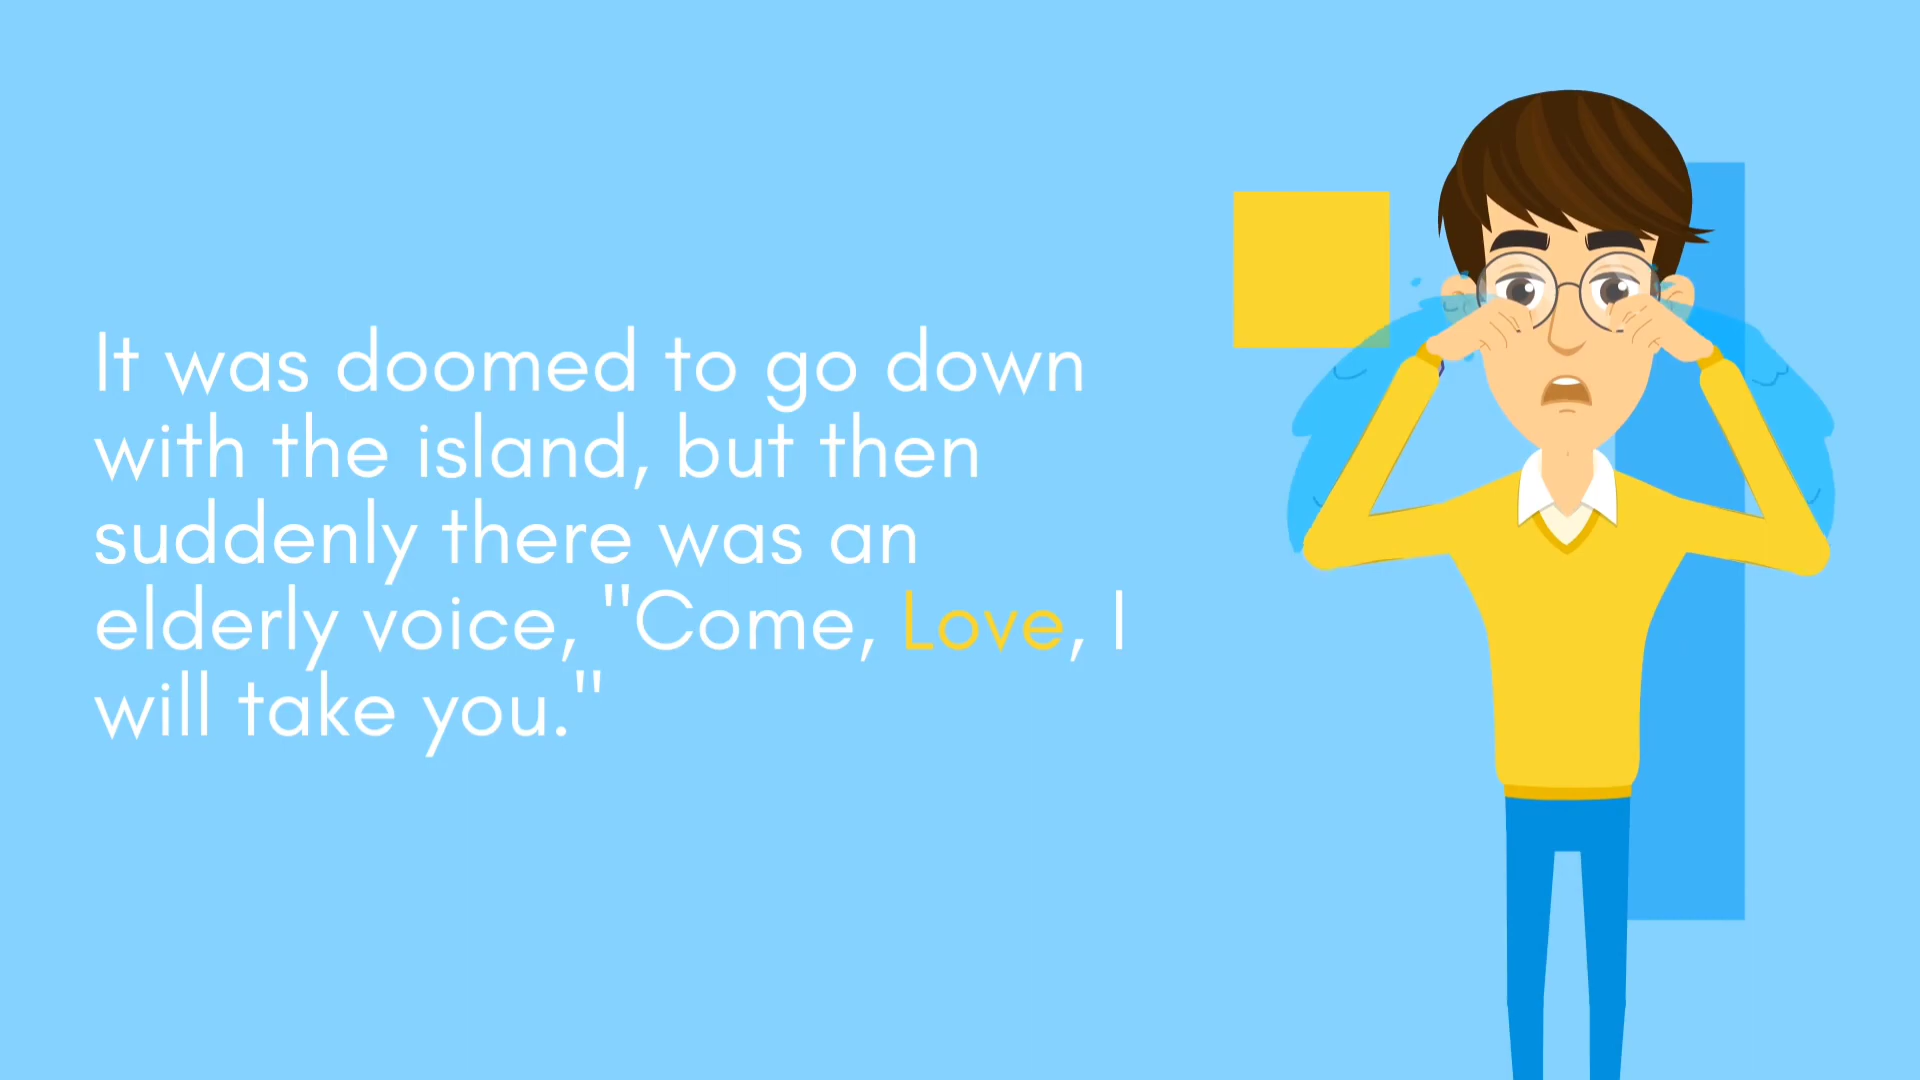 It was doomed to go down
with the island, but then
suddenly there was an
elderly voice, "Come, Love, I
will take you."